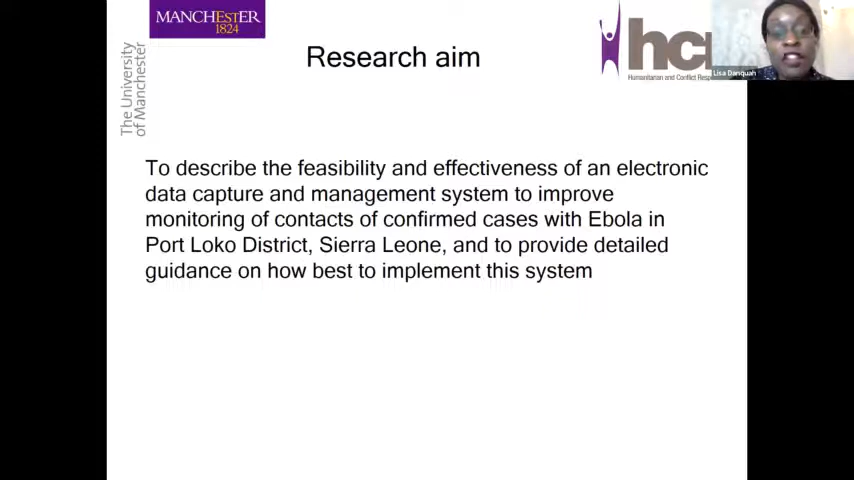 MANCHESTER
1824
The University
of Manchester
Research aim
Humanitarian and Conflict
Lisa Danquah
To describe the feasibility and effectiveness of an electronic
data capture and management system to improve
monitoring of contacts of confirmed cases with Ebola in
Port Loko District, Sierra Leone, and to provide detailed
guidance on how best to implement this system